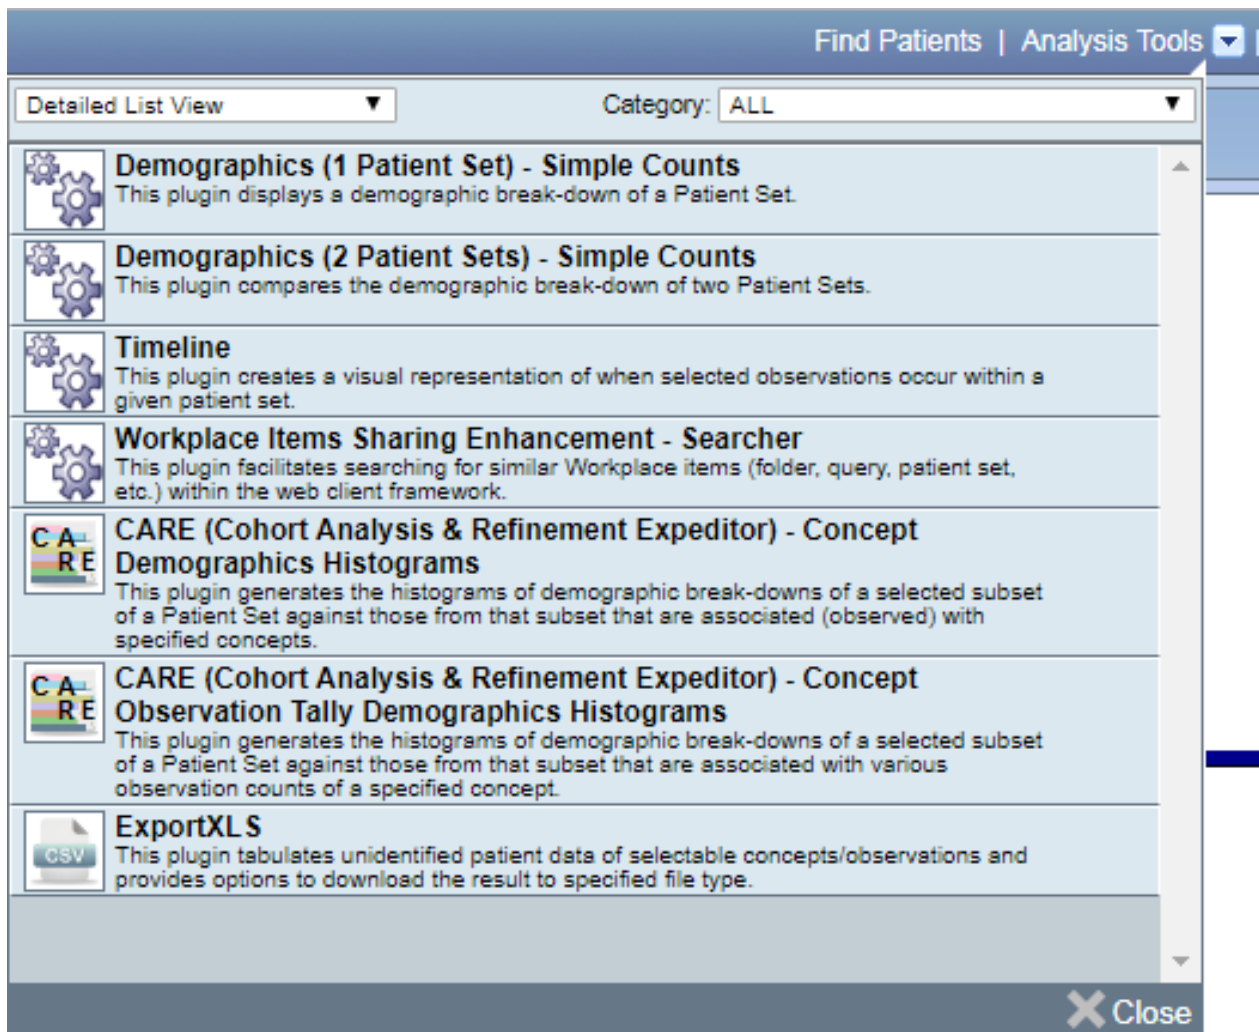 Find Patients | Analysis Tools
Detailed List View Category: ALL
Demographics (1 Patient Set) - Simple Counts
This plugin displays a demographic break-down of a Patient Set.
Demographics (2 Patient Sets) - Simple Counts
This plugin compares the demographic break-down of two Patient Sets.
Timeline
This plugin creates a visual representation of when selected observations occur within a
given patient set.
Workplace Items Sharing Enhancement - Searcher
This plugin facilitates searching for similar Workplace items (folder, query, patient set,
etc.) within the web client framework.
CA
RE
CARE (Cohort Analysis & Refinement Expeditor) - Concept
Demographics Histograms
This plugin generates the histograms of demographic break-downs of a selected subset
of a Patient Set against those from that subset that are associated (observed) with
specified concepts.
CA
RE
CARE (Cohort Analysis & Refinement Expeditor) - Concept
Observation Tally Demographics Histograms
This plugin generates the histograms of demographic break-downs of a selected subset
of a Patient Set against those from that subset that are associated with various
observation counts of a specified concept.
CSV
ExportXLS
This plugin tabulates unidentified patient data of selectable concepts/observations and
provides options to download the result to specified file type.
Close